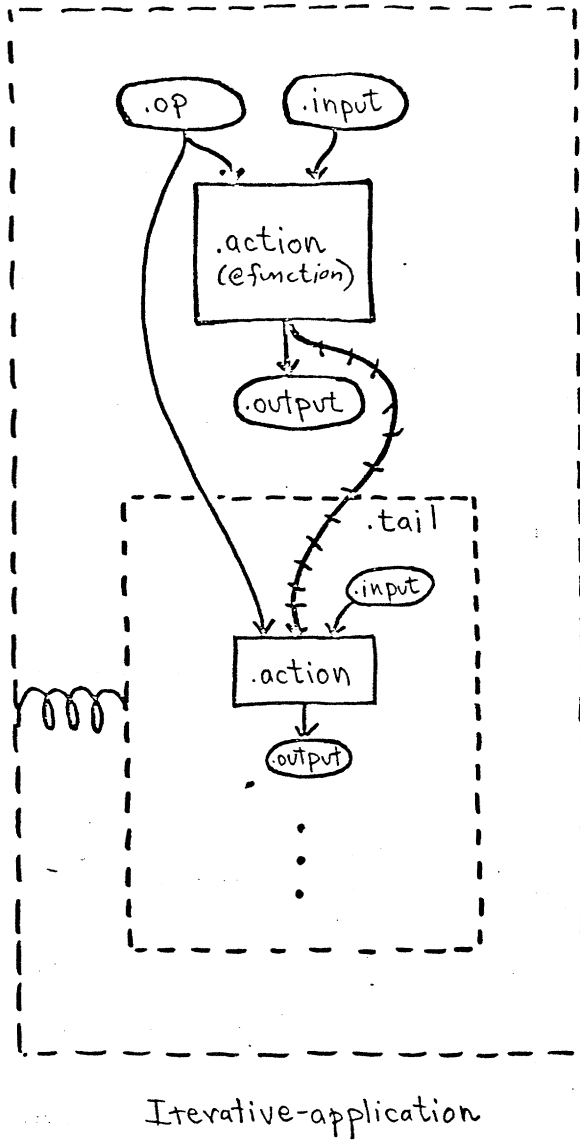 .op
.input
.action
(@function)
.output
.tail
.input
.action
.output
Iterative-application